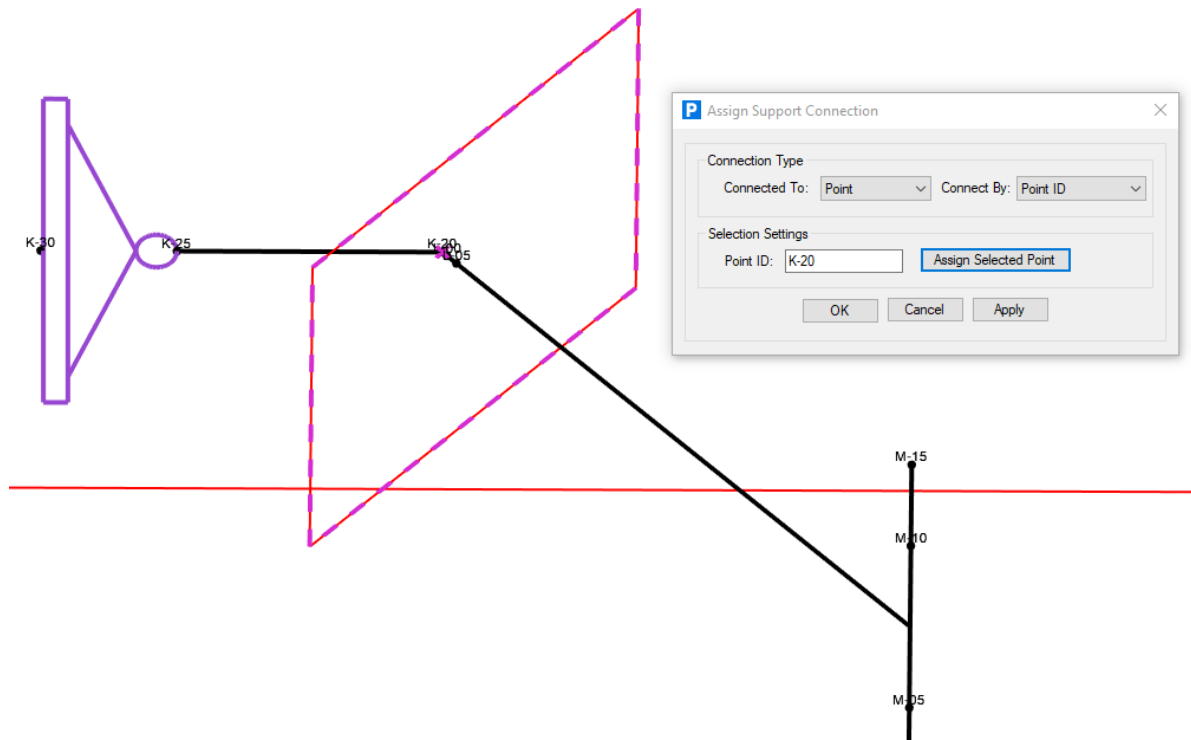 P Assign Support Connection
Connection Type
Connected To: Point Connect By: Point ID
Selection Settings
Point ID: K-20 Assign Selected Point
OK Cancel Apply
K-30
K-25
K-20
M-15
M-10
M-05